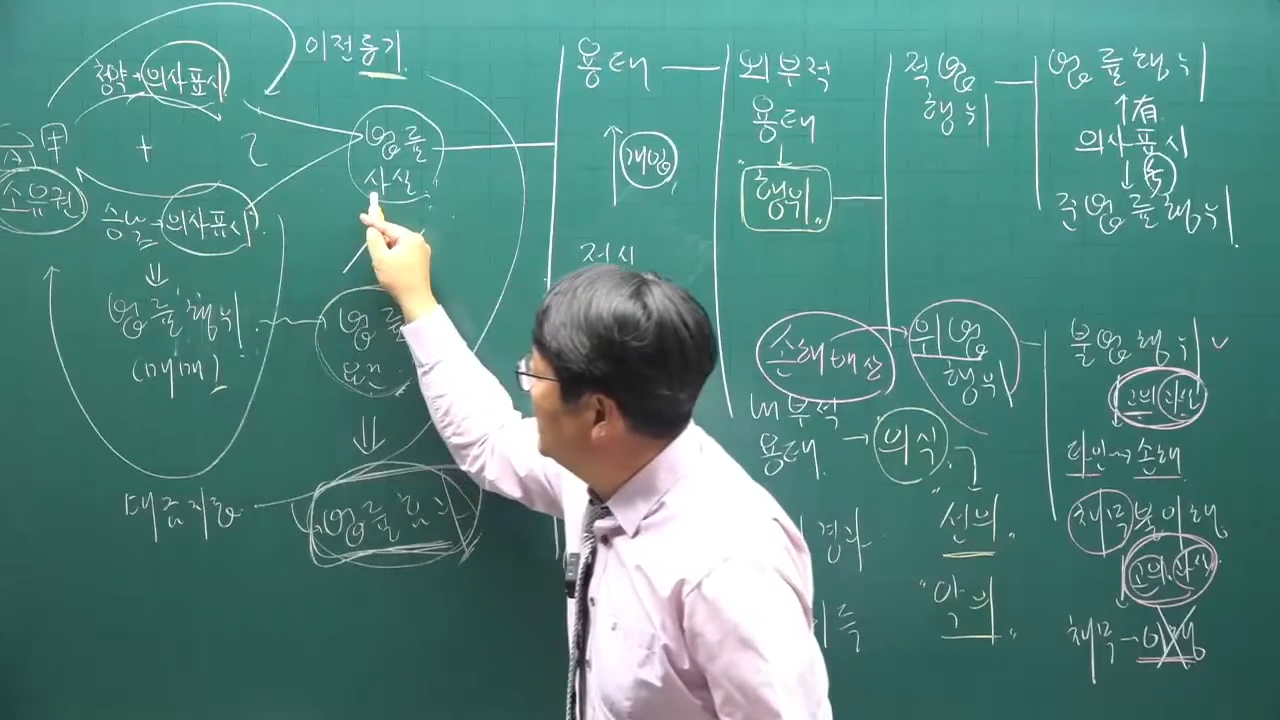 이전등기
청약→의사표시
甲 + 乙
소유권
승낙→의사표시
법률행위
(매매)
대금지급
법률
사실
법률
요건
법률효과
용태
개입
외부적
용태
↓
"행위"
내부적
용태 → 의식
"선의"
"악의"
손해배상
적법
행위
위법
행위
법률행위
↑有
의사표시
↓
준법률행위
불법행위
고의 과실
타인→손해
채무불이행
고의.과실
채무→이행